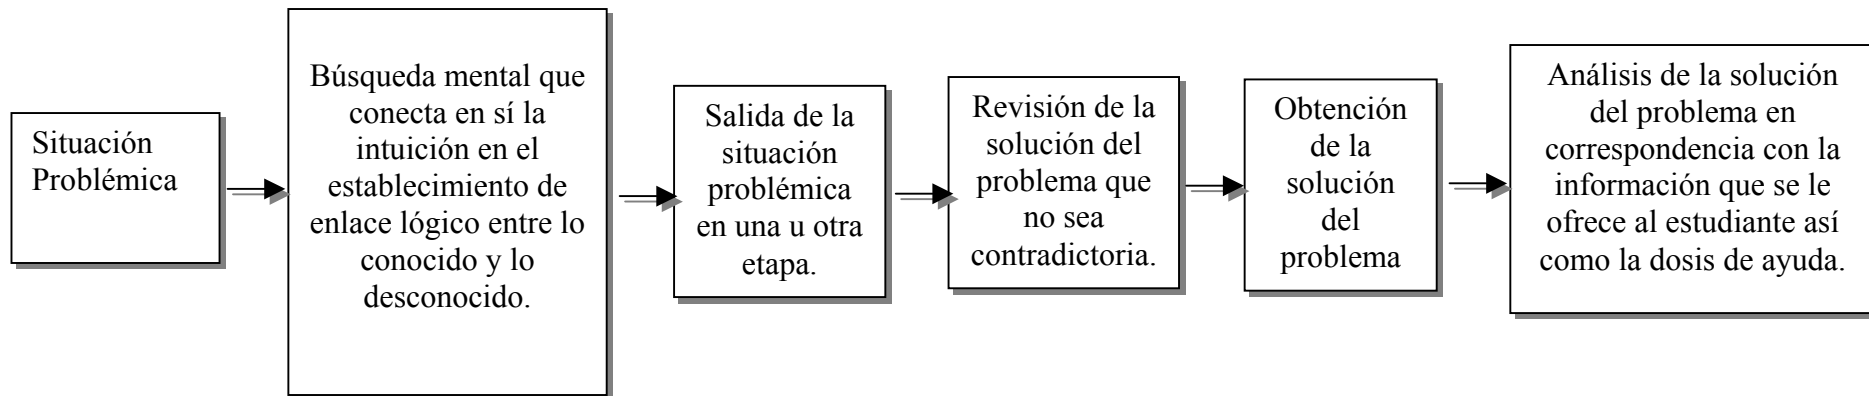 Situación
Problémica
Búsqueda mental que
conecta en sí la
intuición en el
establecimiento de
enlace lógico entre lo
conocido y lo
desconocido.
Salida de la
situación
problémica
en una u otra
etapa.
Revisión de la
solución del
problema que
no sea
contradictoria.
Obtención
de la
solución
del
problema
Análisis de la solución
del problema en
correspondencia con la
información que se le
ofrece al estudiante así
como la dosis de ayuda.